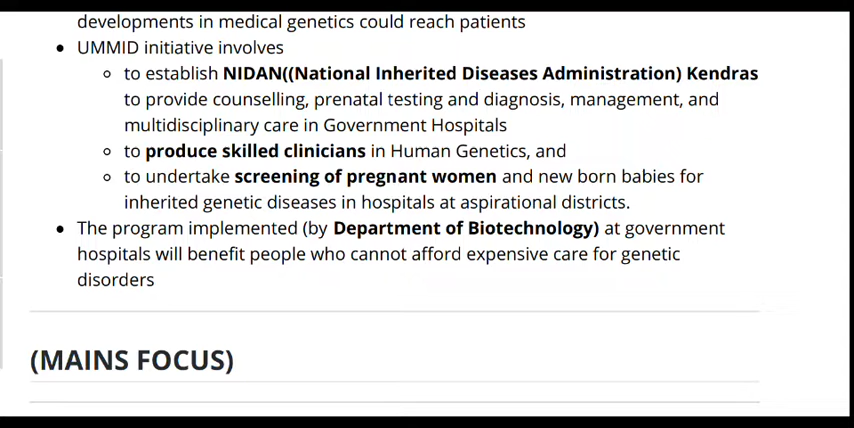 developments in medical genetics could reach patients
• UMMID initiative involves
◦ to establish NIDAN((National Inherited Diseases Administration) Kendras
to provide counselling, prenatal testing and diagnosis, management, and
multidisciplinary care in Government Hospitals
◦ to produce skilled clinicians in Human Genetics, and
◦ to undertake screening of pregnant women and new born babies for
inherited genetic diseases in hospitals at aspirational districts.
• The program implemented (by Department of Biotechnology) at government
hospitals will benefit people who cannot afford expensive care for genetic
disorders
(MAINS FOCUS)